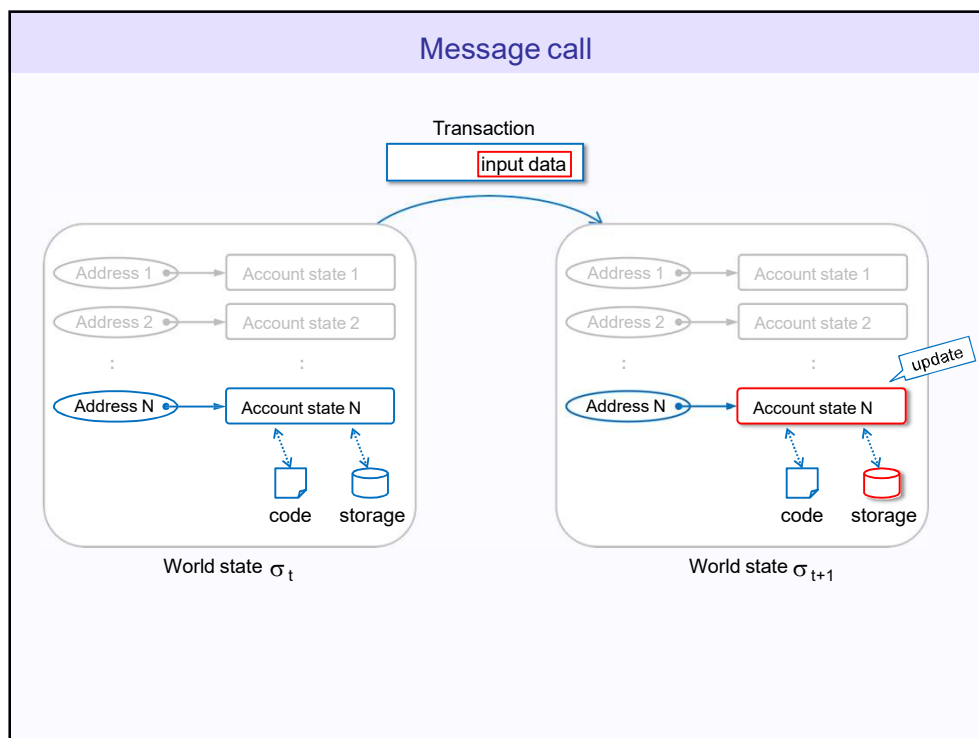 Message call
Transaction
input data
Address 1
Account state 1
Address 2
Account state 2
:
:
Address N
Account state N
code
storage
World state σ t
Address 1
Account state 1
Address 2
Account state 2
:
:
update
Address N
Account state N
code
storage
World state σ t+1